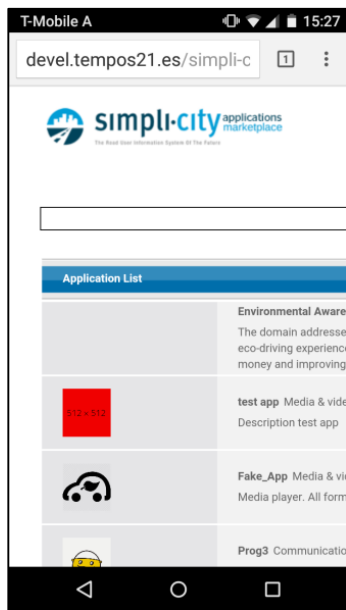 T-Mobile A 15:27
devel.tempos21.es/simpli-c 1
simpli·city applications
marketplace
The Road User Information System Of The Future
Application List
Environmental Aware
The domain addresse
eco-driving experience
money and improving
test app Media & vide
512 x 512
Description test app
Fake_App Media & vi
Media player. All form
Prog3 Communicatio